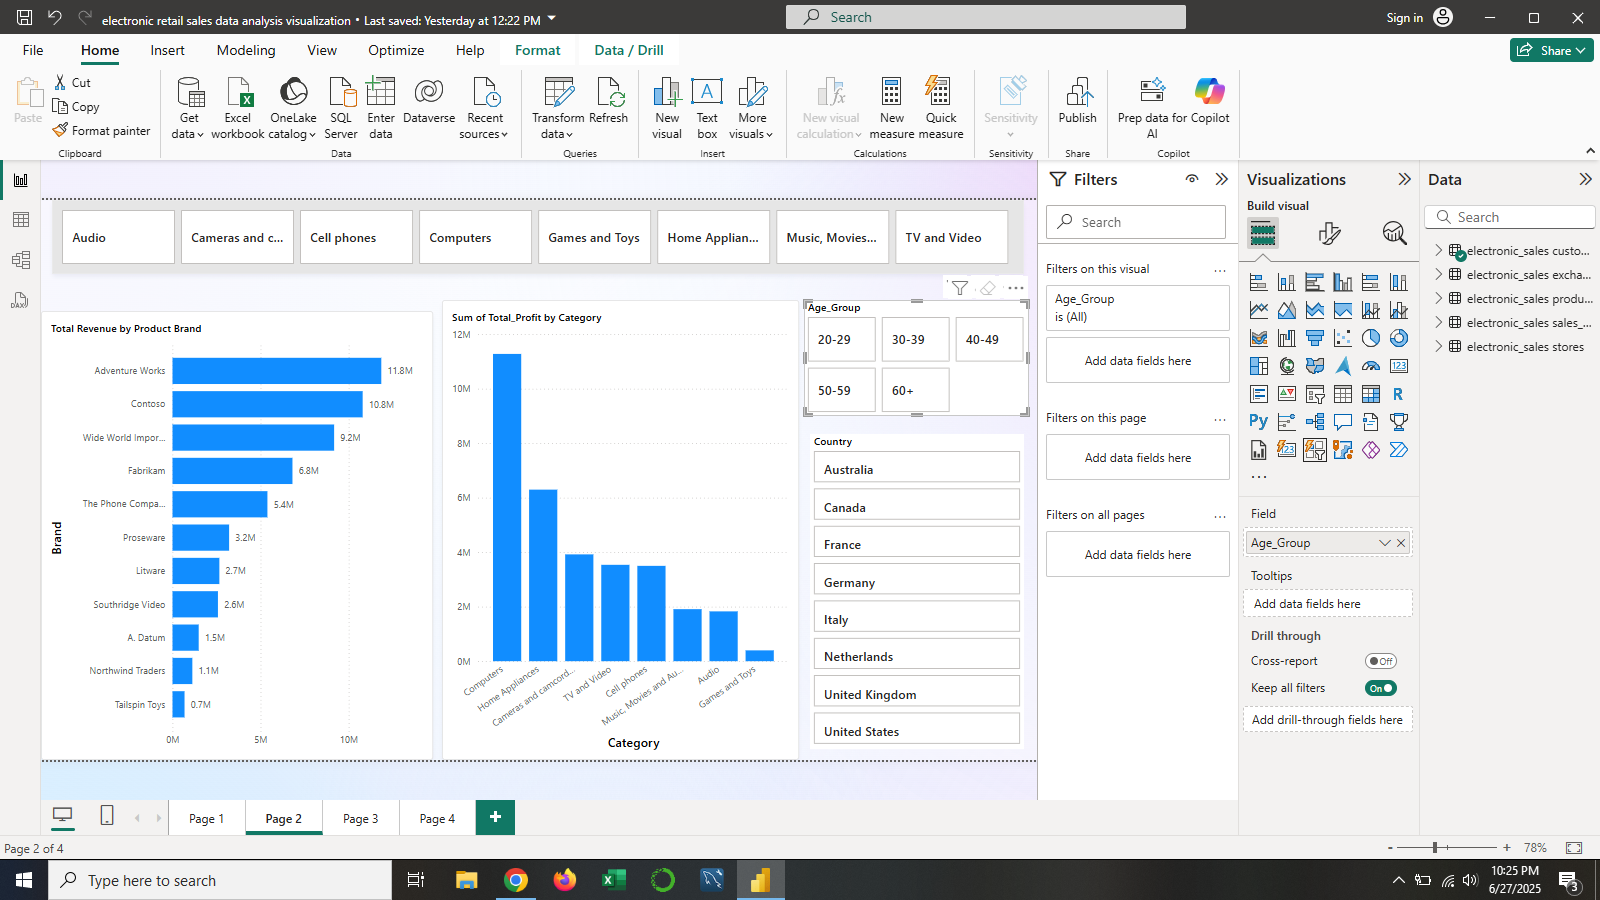 electronic retail sales data analysis visualization • Last saved: Yesterday at 12:22 PM
Search
Sign in
File
Home
Insert
Modeling
View
Optimize
Help
Format
Data / Drill
Share
Paste
Cut
Copy
Format painter
Clipboard
Get data
Excel workbook
OneLake catalog
SQL Server
Enter data
Dataverse
Recent sources
Data
Transform data
Refresh
Queries
New visual
Text box
More visuals
Insert
New visual calculation
New measure
Quick measure
Calculations
Sensitivity
Sensitivity
Publish
Share
Prep data for AI
Copilot
Copilot
Audio
Cameras and c...
Cell phones
Computers
Games and Toys
Home Applian...
Music, Movies...
TV and Video
Total Revenue by Product Brand
Brand
Adventure Works 11.8M
Contoso 10.8M
Wide World Impor... 9.2M
Fabrikam 6.8M
The Phone Compa... 5.4M
Proseware 3.2M
Litware 2.7M
Southridge Video 2.6M
A. Datum 1.5M
Northwind Traders 1.1M
Tailspin Toys 0.7M
0M 5M 10M
Sum of Total_Profit by Category
12M
10M
8M
6M
4M
2M
0M
Computers
Home Appliances
Cameras and camcord...
TV and Video
Cell phones
Music, Movies and Au...
Audio
Games and Toys
Category
Age_Group
20-29 30-39 40-49
50-59 60+
Country
Australia
Canada
France
Germany
Italy
Netherlands
United Kingdom
United States
Filters
Search
Filters on this visual ...
Age_Group
is (All)
Add data fields here
Filters on this page ...
Add data fields here
Filters on all pages ...
Add data fields here
Visualizations
Build visual
123
R
Py
123
...
Field
Age_Group
Tooltips
Add data fields here
Drill through
Cross-report Off
Keep all filters On
Add drill-through fields here
Data
Search
electronic_sales custo...
electronic_sales excha...
electronic_sales produ...
electronic_sales sales_...
electronic_sales stores
DAX
Page 1
Page 2
Page 3
Page 4
+
Page 2 of 4
- + 78%
Type here to search
10:25 PM
6/27/2025
3